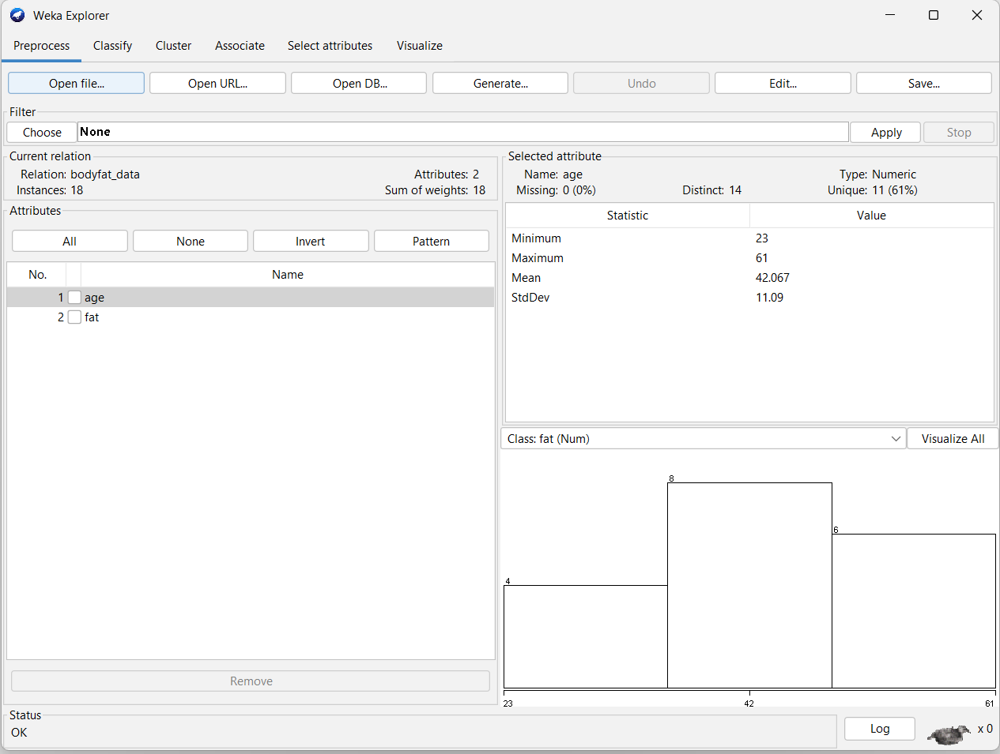 Weka Explorer
Preprocess Classify Cluster Associate Select attributes Visualize
Open file... Open URL... Open DB... Generate... Undo Edit... Save...
Filter
Choose None Apply Stop
Current relation
Relation: bodyfat_data Attributes: 2
Instances: 18 Sum of weights: 18
Attributes
All None Invert Pattern
No. Name
1 age
2 fat
Remove
Selected attribute
Name: age Type: Numeric
Missing: 0 (0%) Distinct: 14 Unique: 11 (61%)
Statistic Value
Minimum 23
Maximum 61
Mean 42.067
StdDev 11.09
Class: fat (Num) Visualize All
8
6
4
23 42 61
Status
OK
Log x 0